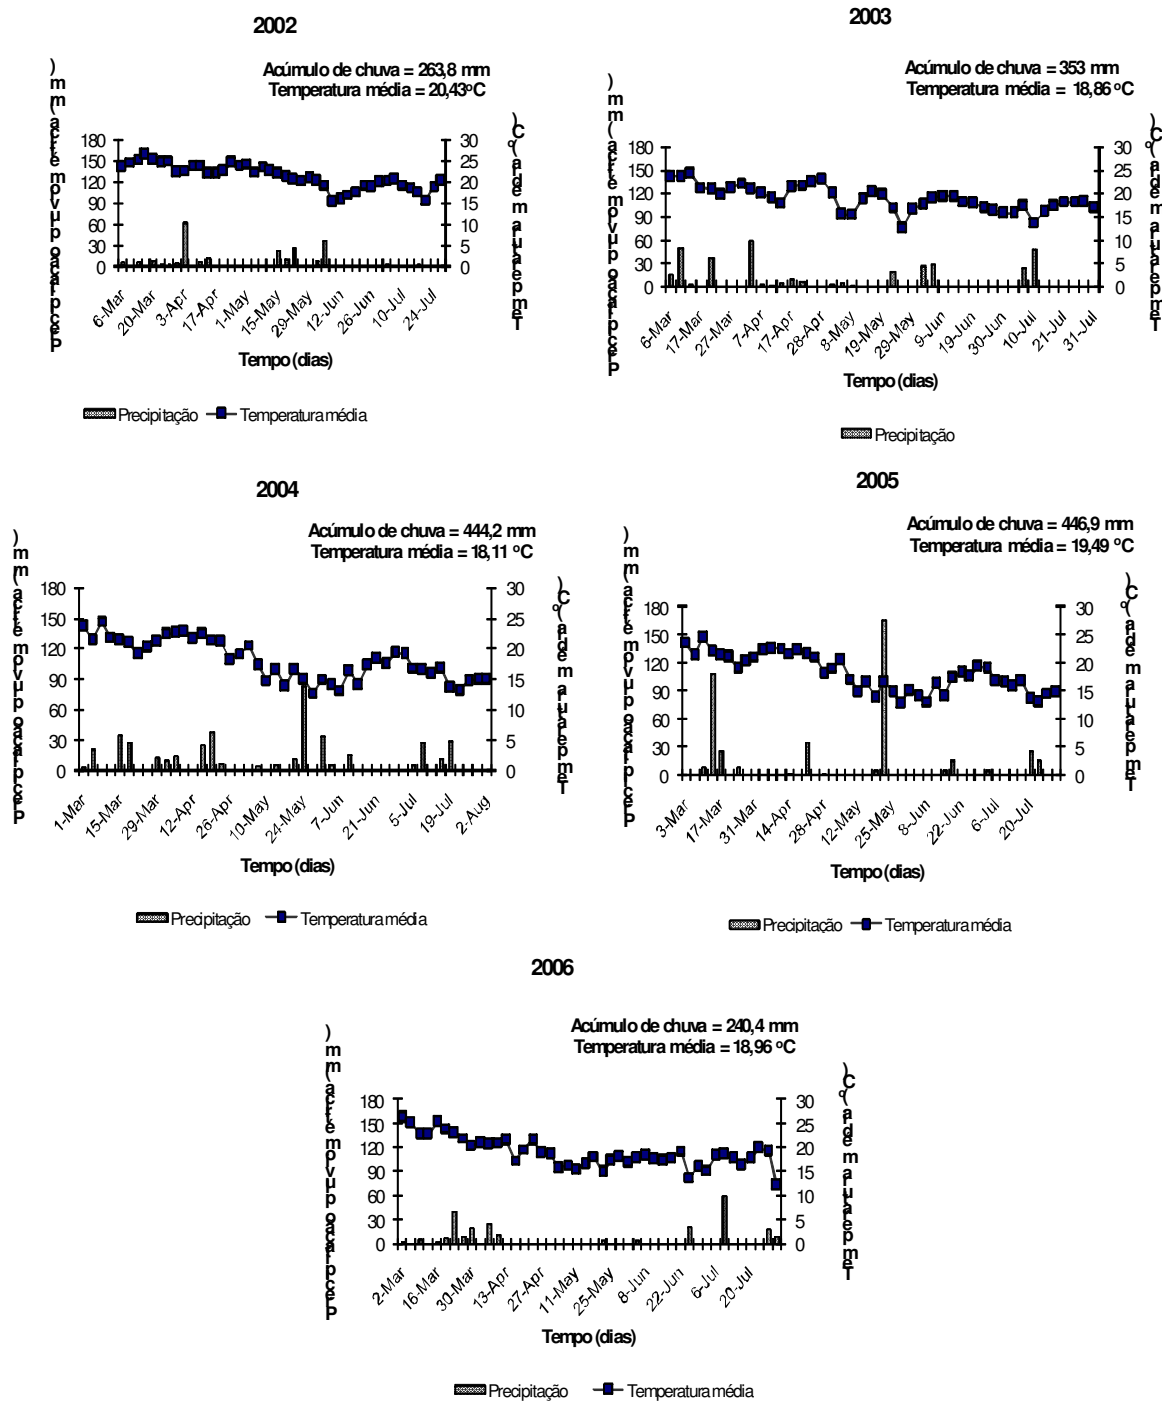 2002
Acúmulo de chuva = 263,8 mm
Temperatura média = 20,43ºC
180
150
120
90
60
30
0
30
25
20
15
10
5
0
6-Mar
20-Mar
3-Apr
17-Apr
1-May
15-May
29-May
12-Jun
26-Jun
10-Jul
24-Jul
Tempo (dias)
Precipitação
Temperatura média
2003
Acúmulo de chuva = 353 mm
Temperatura média = 18,86 ºC
180
150
120
90
60
30
0
30
25
20
15
10
5
0
6-Mar
17-Mar
27-Mar
7-Apr
17-Apr
28-Apr
8-May
19-May
29-May
9-Jun
19-Jun
30-Jun
10-Jul
21-Jul
31-Jul
Tempo (dias)
Precipitação
2004
Acúmulo de chuva = 444,2 mm
Temperatura média = 18,11 ºC
180
150
120
90
60
30
0
30
25
20
15
10
5
0
1-Mar
15-Mar
29-Mar
12-Apr
26-Apr
10-May
24-May
7-Jun
21-Jun
5-Jul
19-Jul
2-Aug
Tempo (dias)
Precipitação
Temperatura média
2005
Acúmulo de chuva = 446,9 mm
Temperatura média = 19,49 ºC
180
150
120
90
60
30
0
30
25
20
15
10
5
0
3-Mar
17-Mar
31-Mar
14-Apr
28-Apr
12-May
25-May
8-Jun
22-Jun
6-Jul
20-Jul
Tempo (dias)
Precipitação
Temperatura média
2006
Acúmulo de chuva = 240,4 mm
Temperatura média = 18,96 ºC
180
150
120
90
60
30
0
30
25
20
15
10
5
0
2-Mar
16-Mar
30-Mar
13-Apr
27-Apr
11-May
25-May
8-Jun
22-Jun
6-Jul
20-Jul
Tempo (dias)
Precipitação
Temperatura média